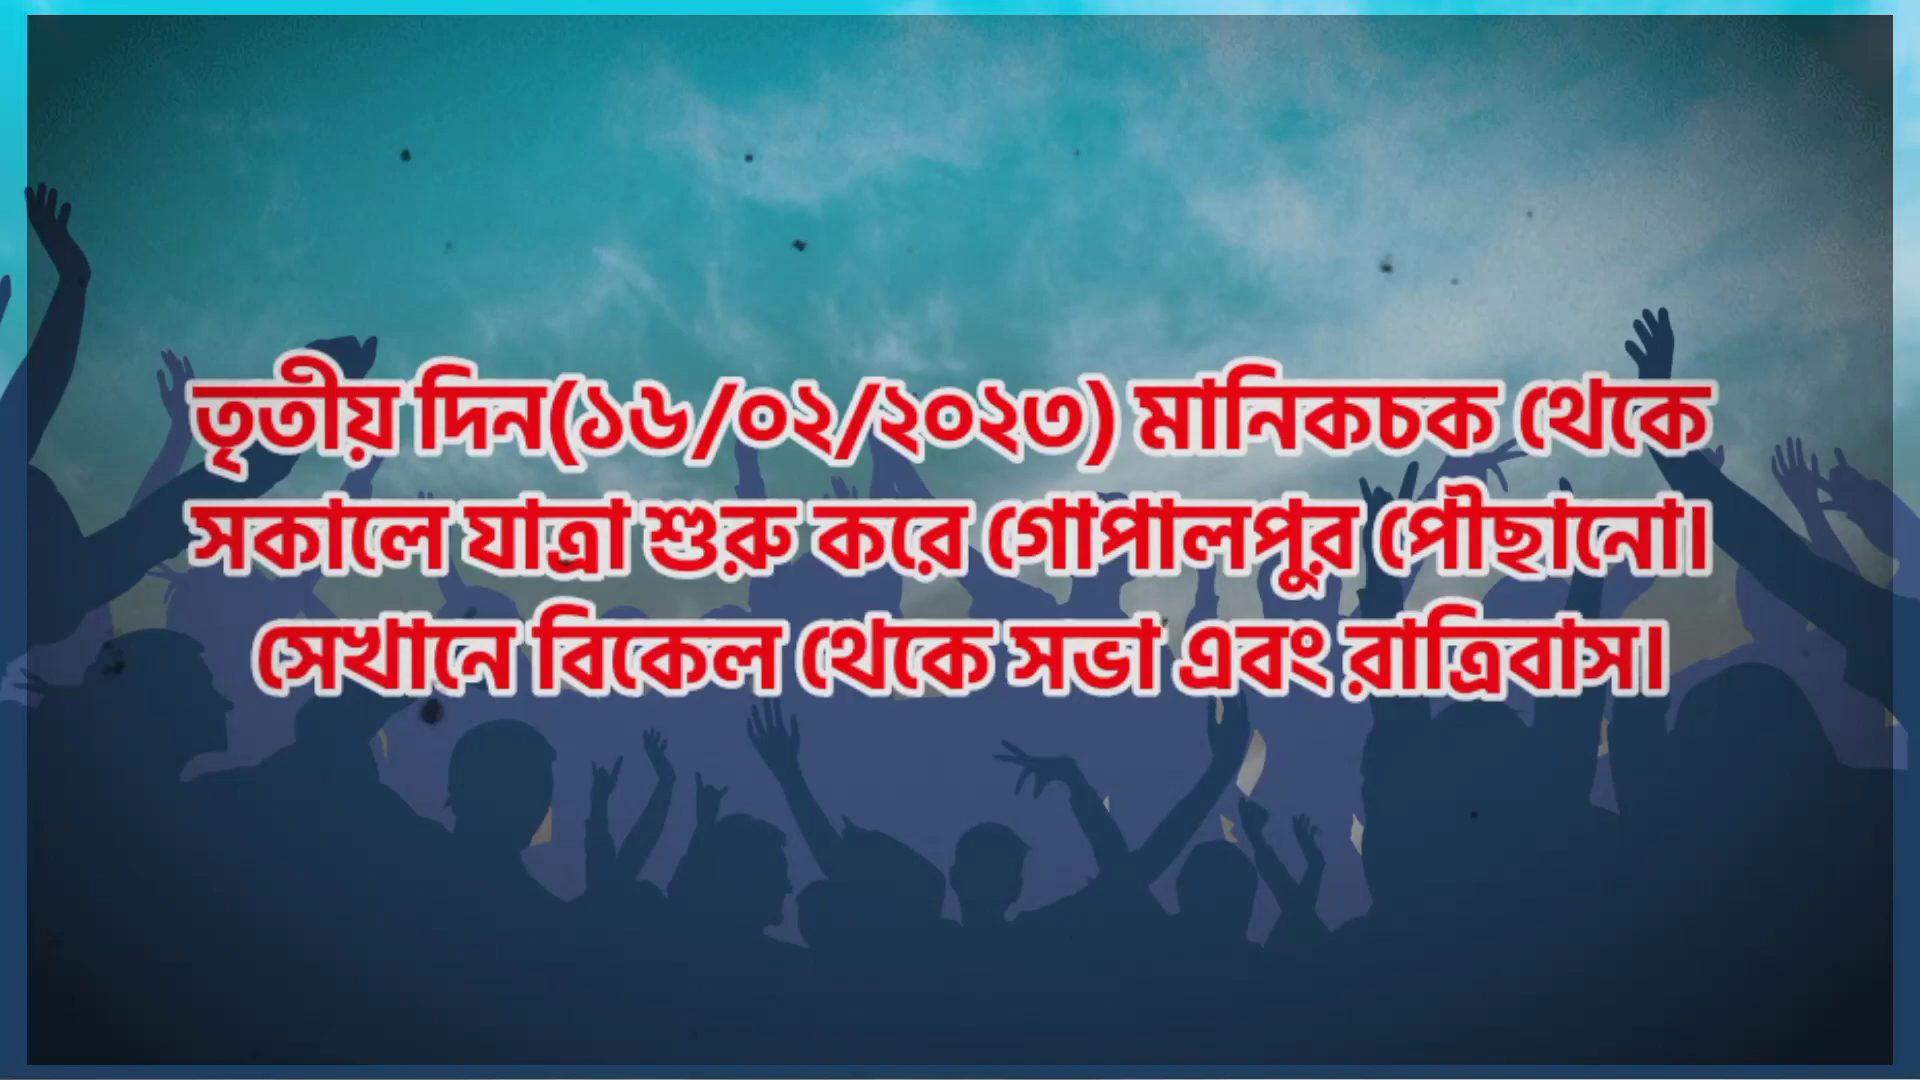 তৃতীয় দিন(১৬/০২/২০২৩) মানিকচক থেকে
সকালে যাত্রা শুরু করে গোপালপুর পৌছানো।
সেখানে বিকেল থেকে সভা এবং রাত্রিবাস।